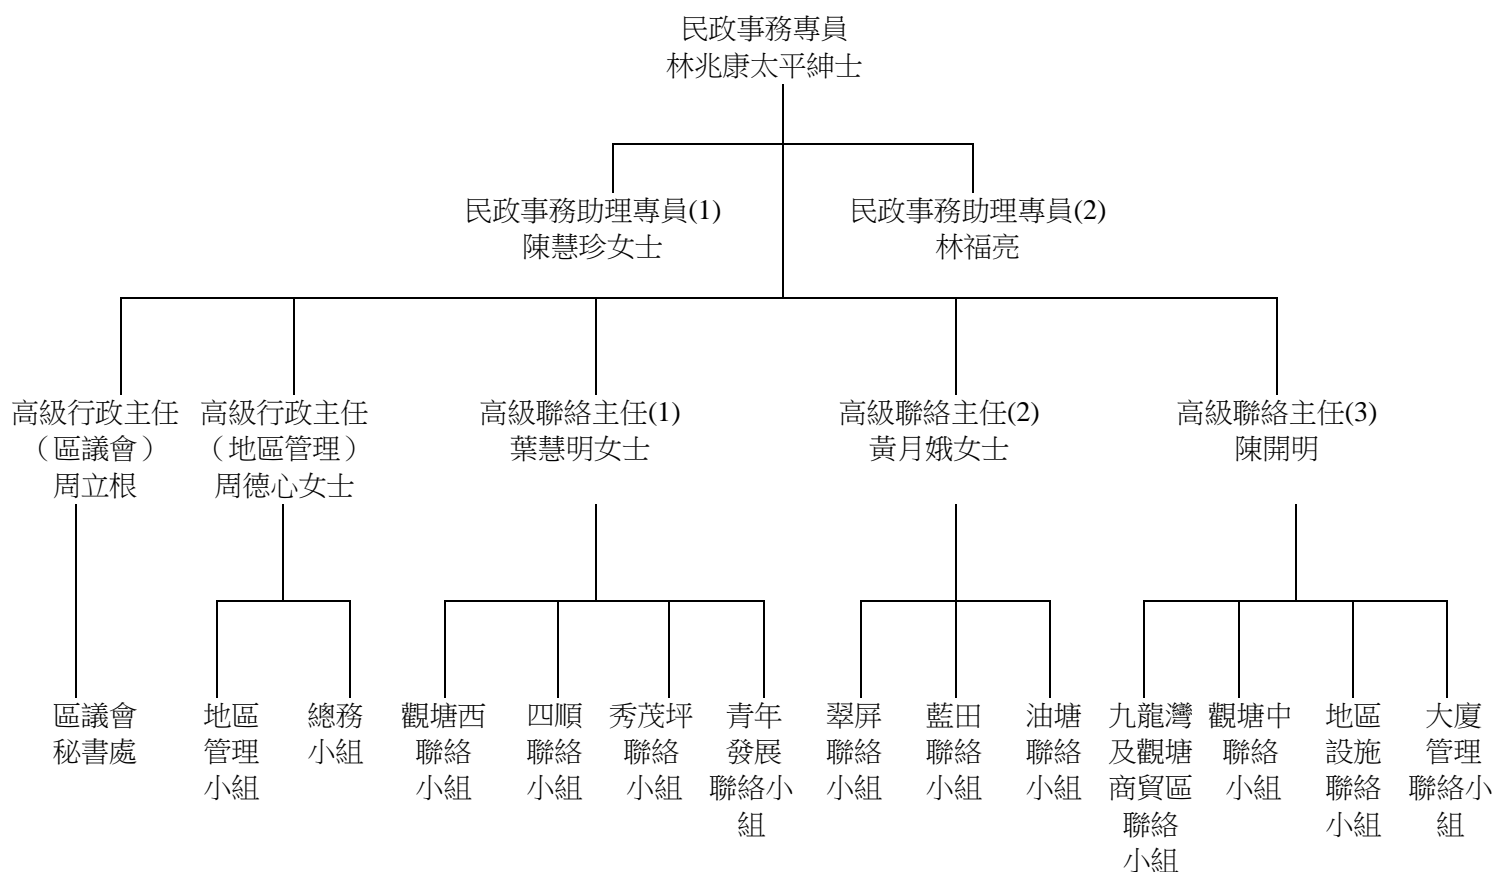 民政事務專員
林兆康太平紳士
民政事務助理專員(1)
陳慧珍女士
民政事務助理專員(2)
林福亮
高級行政主任
（區議會）
周立根
高級行政主任
（地區管理）
周德心女士
高級聯絡主任(1)
葉慧明女士
高級聯絡主任(2)
黃月娥女士
高級聯絡主任(3)
陳開明
區議會
秘書處
地區
管理
小組
總務
小組
觀塘西
聯絡
小組
四順
聯絡
小組
秀茂坪
聯絡
小組
青年
發展
聯絡小
組
翠屏
聯絡
小組
藍田
聯絡
小組
油塘
聯絡
小組
九龍灣
及觀塘
商貿區
聯絡
小組
觀塘中
聯絡
小組
地區
設施
聯絡
小組
大廈
管理
聯絡小
組